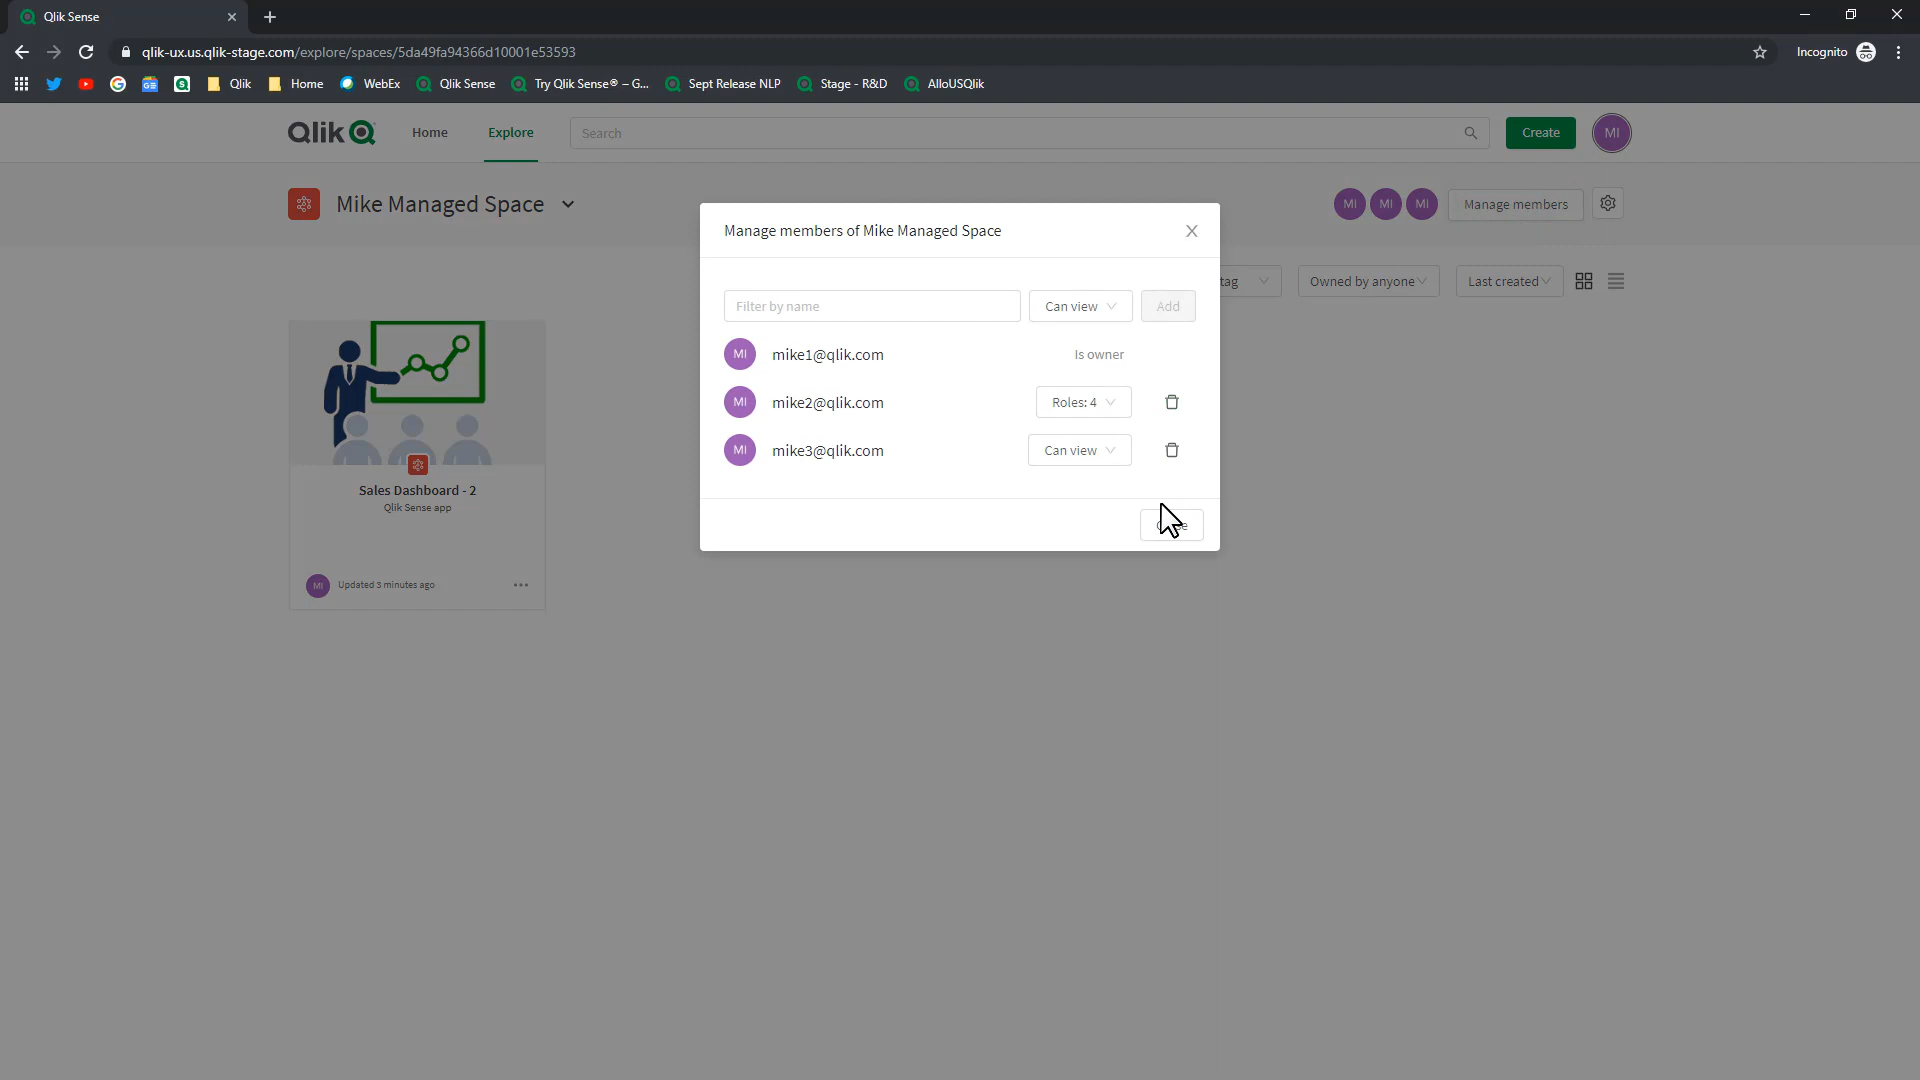 Qlik Sense
qlik-ux.us.qlik-stage.com/explore/spaces/5da49fa94366d10001e53593
Incognito
Qlik
Home
WebEx
Qlik Sense
Try Qlik Sense® – G...
Sept Release NLP
Stage - R&D
AlloUSQlik
Qlik
Home
Explore
Search
Create
MI
Mike Managed Space
MI MI MI
Manage members
tag
Owned by anyone
Last created
Manage members of Mike Managed Space
Filter by name
Can view
Add
MI mike1@qlik.com Is owner
MI mike2@qlik.com Roles: 4
MI mike3@qlik.com Can view
Sales Dashboard - 2
Qlik Sense app
MI Updated 3 minutes ago